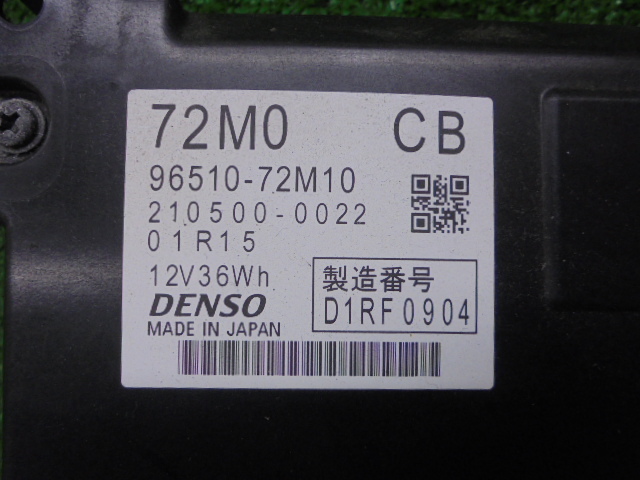 72M0 CB
96510-72M10
210500-0022
01R15
12V36Wh
DENSO
MADE IN JAPAN
製造番号
D1RF0904